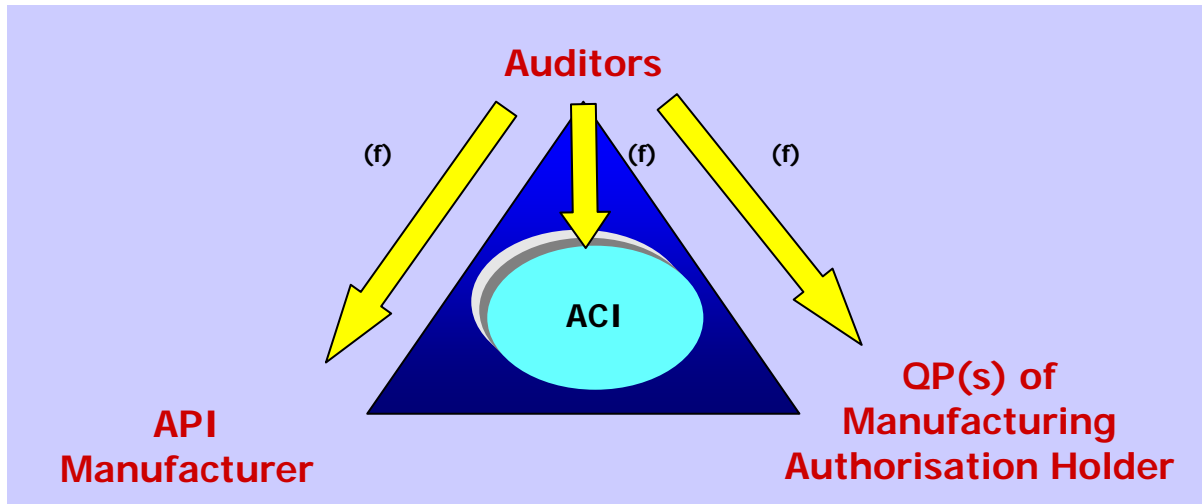 Auditors
(f)
(f)
(f)
ACI
API
Manufacturer
QP(s) of
Manufacturing
Authorisation Holder